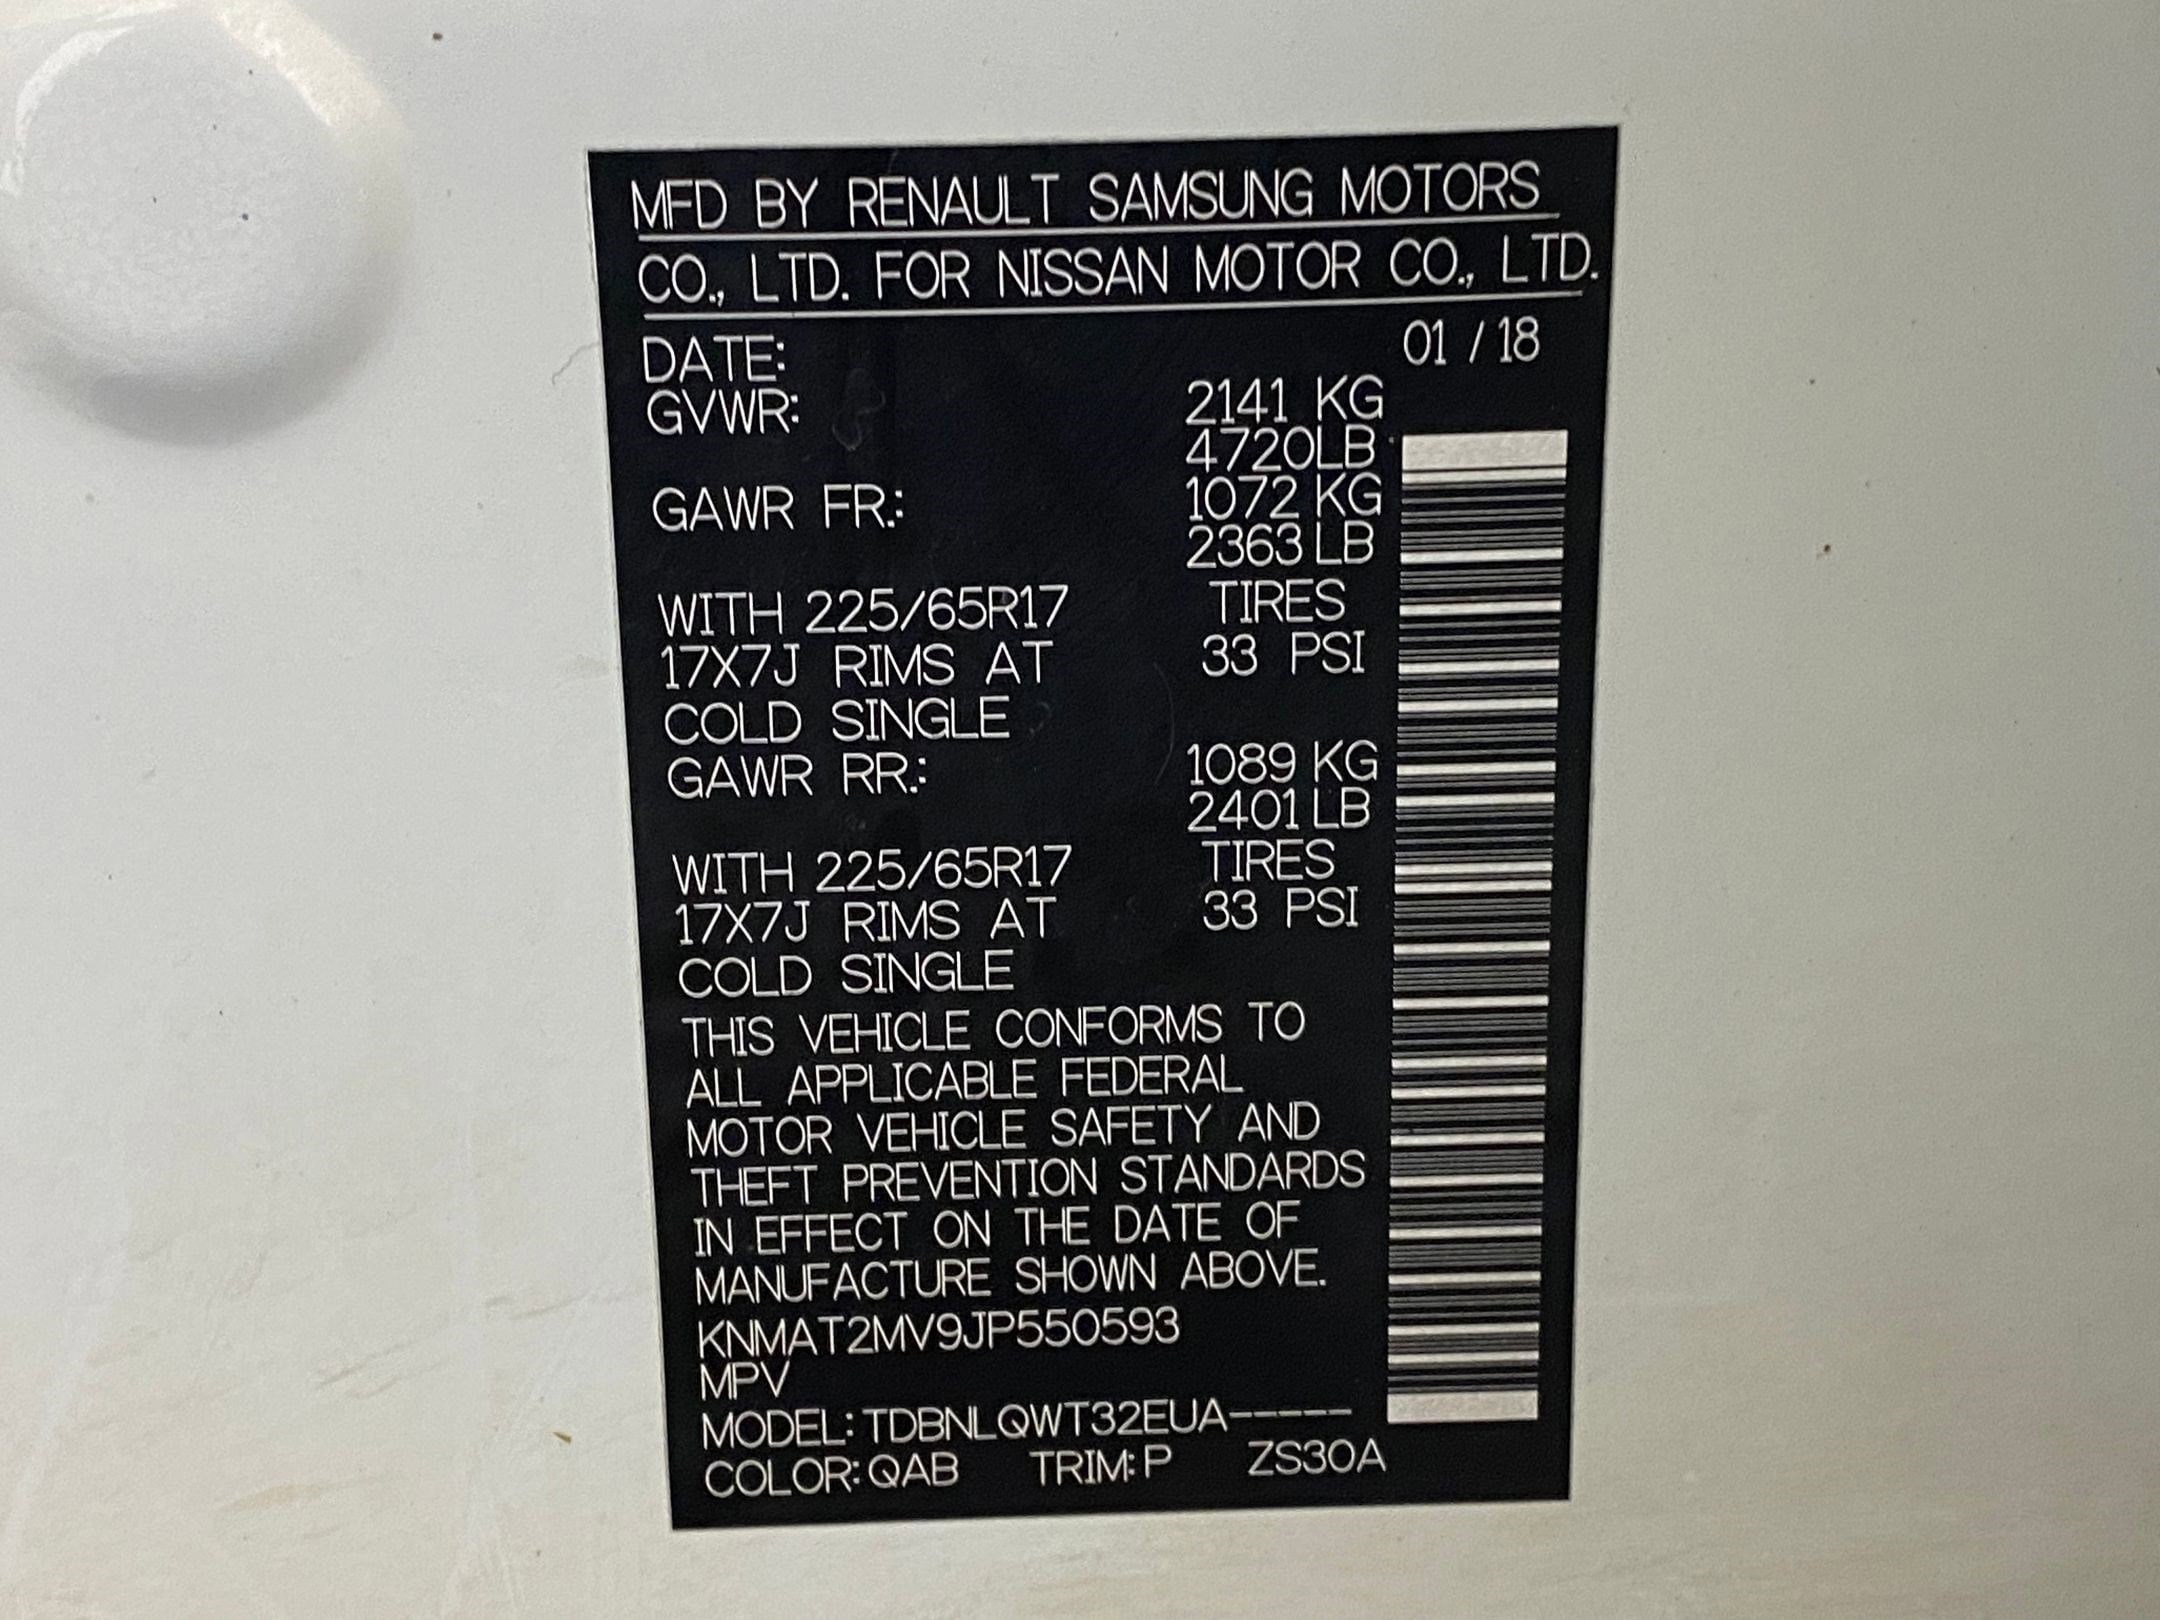 MFD BY RENAULT SAMSUNG MOTORS
CO., LTD. FOR NISSAN MOTOR CO., LTD.
DATE: 01 / 18
GVWR: 2141 KG
4720LB
GAWR FR.: 1072 KG
2363 LB
WITH 225/65R17 TIRES
17X7J RIMS AT 33 PSI
COLD SINGLE
GAWR RR.: 1089 KG
2401 LB
WITH 225/65R17 TIRES
17X7J RIMS AT 33 PSI
COLD SINGLE
THIS VEHICLE CONFORMS TO
ALL APPLICABLE FEDERAL
MOTOR VEHICLE SAFETY AND
THEFT PREVENTION STANDARDS
IN EFFECT ON THE DATE OF
MANUFACTURE SHOWN ABOVE.
KNMAT2MV9JP550593
MPV
MODEL: TDBNLQWT32EUA-----
COLOR: QAB TRIM: P ZS30A